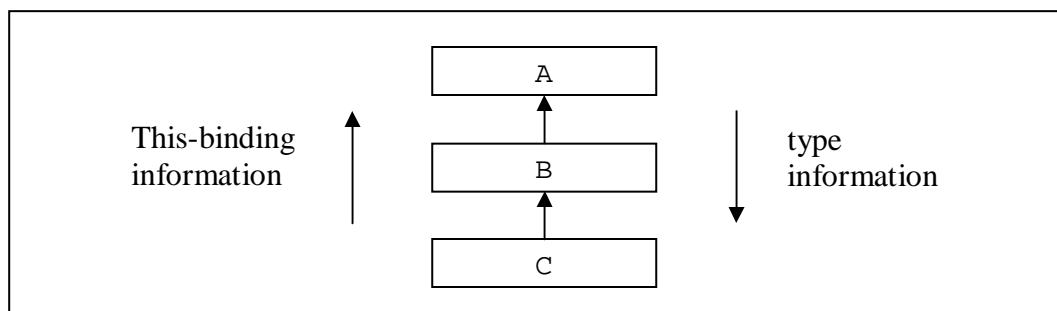 A
This-binding
information
B
type
information
C